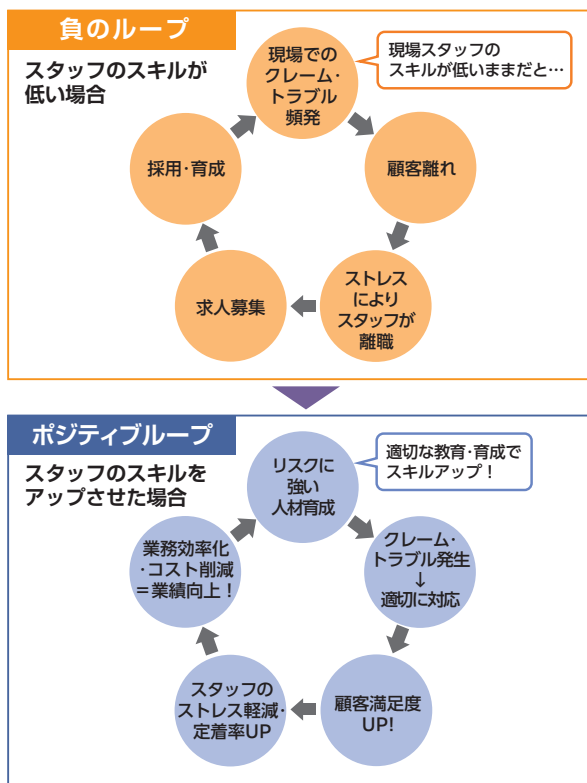 負のループ
スタッフのスキルが
低い場合
現場での
クレーム・
トラブル
頻発
現場スタッフの
スキルが低いままだと…
顧客離れ
ストレス
により
スタッフが
離職
求人募集
採用・育成
ポジティブループ
スタッフのスキルを
アップさせた場合
リスクに
強い
人材育成
適切な教育・育成で
スキルアップ！
クレーム・
トラブル発生
↓
適切に対応
顧客満足度
UP!
スタッフの
ストレス軽減・
定着率UP
業務効率化
・コスト削減
＝業績向上！